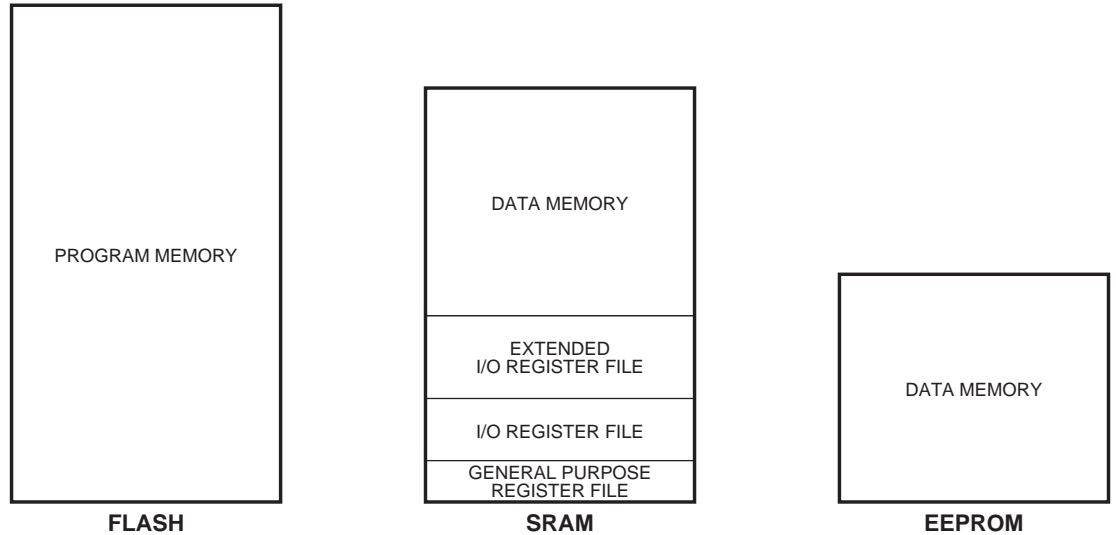 PROGRAM MEMORY
FLASH
DATA MEMORY
EXTENDED
I/O REGISTER FILE
I/O REGISTER FILE
GENERAL PURPOSE
REGISTER FILE
SRAM
DATA MEMORY
EEPROM